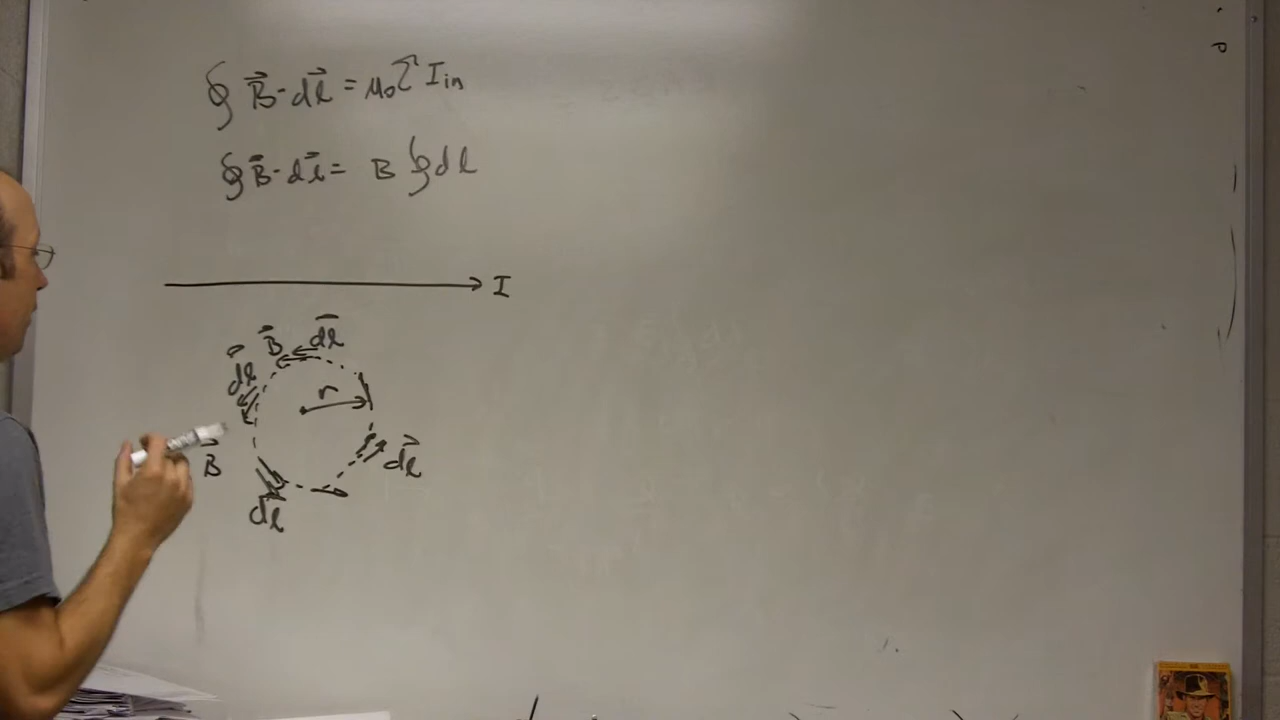 ∮ B⃗·dl⃗ = μ₀ Σ I_in
∮ B⃗·dl⃗ = B ∮ dl
I
B⃗ dl⃗
dl⃗
r
B⃗
dl⃗
dl
P